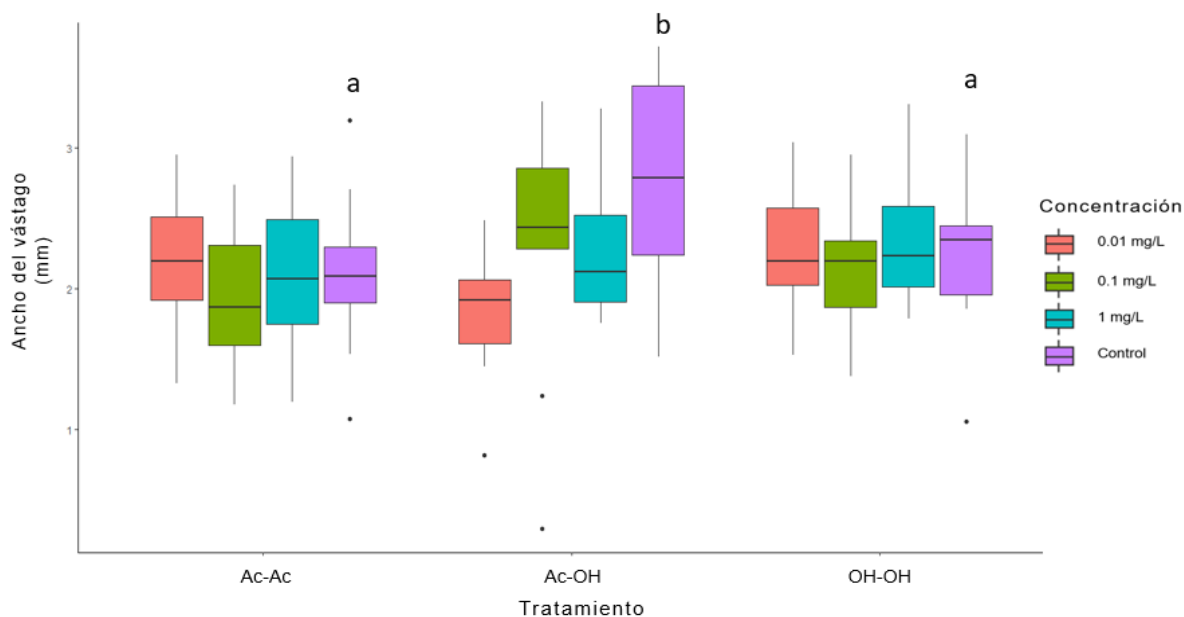 b
a
a
Ancho del vástago
(mm)
3
2
1
Concentración
0.01 mg/L
0.1 mg/L
1 mg/L
Control
Ac-Ac
Ac-OH
OH-OH
Tratamiento